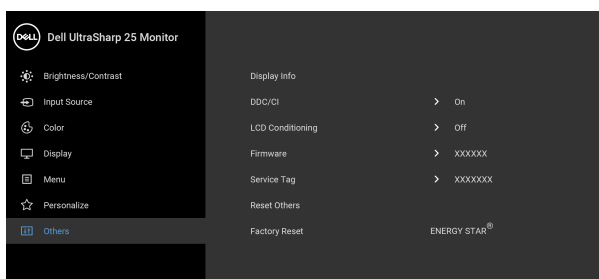 DELL Dell UltraSharp 25 Monitor
Brightness/Contrast Display Info
Input Source DDC/CI > On
Color LCD Conditioning > Off
Display Firmware > XXXXXX
Menu Service Tag > XXXXXXX
Personalize Reset Others
Others Factory Reset ENERGY STAR®